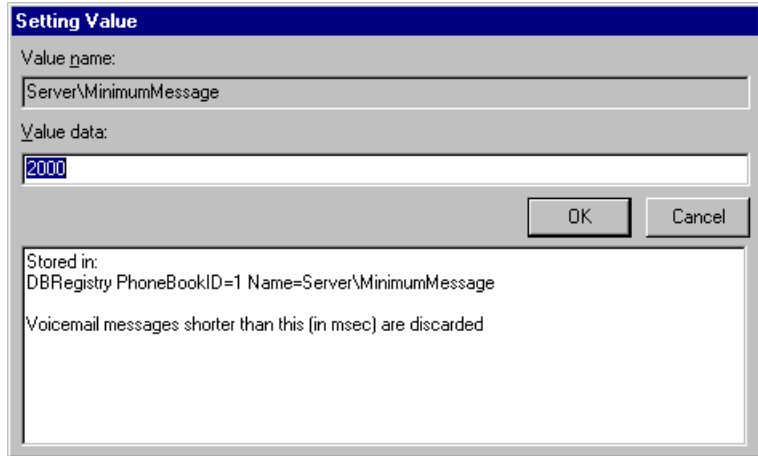 Setting Value
Value name:
Server\MinimumMessage
Value data:
2000
OK
Cancel
Stored in:
DBRegistry PhoneBookID=1 Name=Server\MinimumMessage
Voicemail messages shorter than this (in msec) are discarded